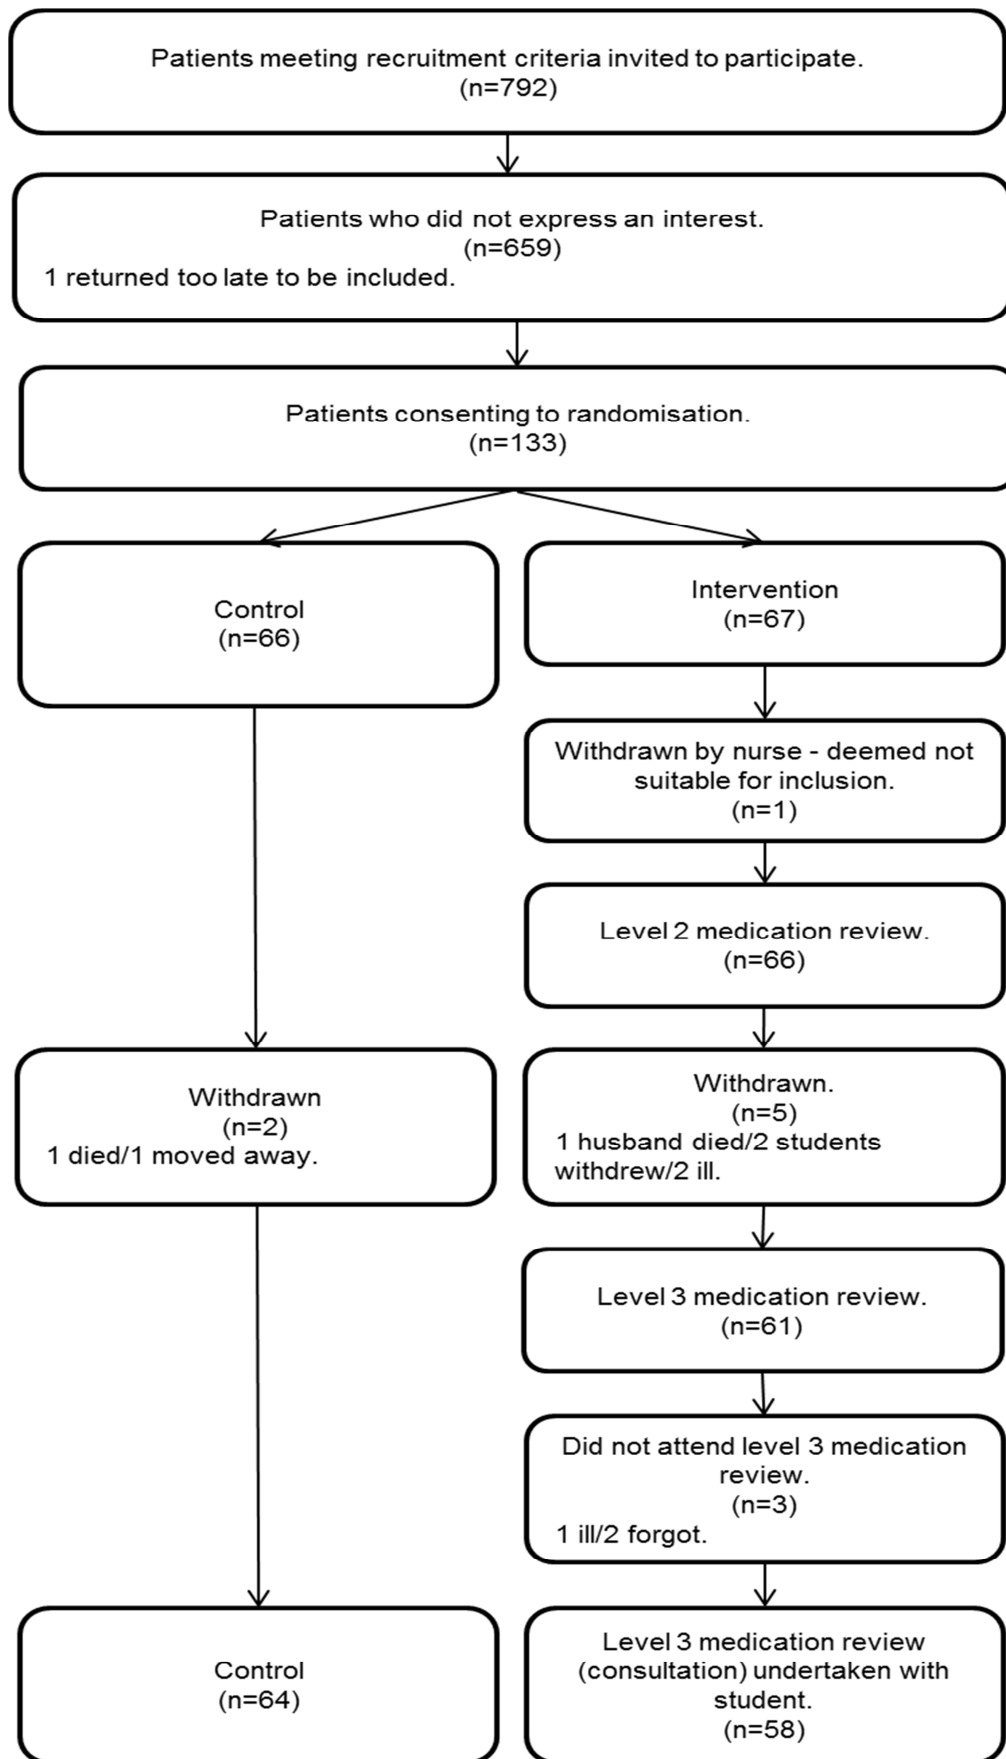 Patients meeting recruitment criteria invited to participate.
(n=792)
Patients who did not express an interest.
(n=659)
1 returned too late to be included.
Patients consenting to randomisation.
(n=133)
Control
(n=66)
Intervention
(n=67)
Withdrawn by nurse - deemed not
suitable for inclusion.
(n=1)
Level 2 medication review.
(n=66)
Withdrawn
(n=2)
1 died/1 moved away.
Withdrawn.
(n=5)
1 husband died/2 students
withdrew/2 ill.
Level 3 medication review.
(n=61)
Did not attend level 3 medication
review.
(n=3)
1 ill/2 forgot.
Control
(n=64)
Level 3 medication review
(consultation) undertaken with
student.
(n=58)